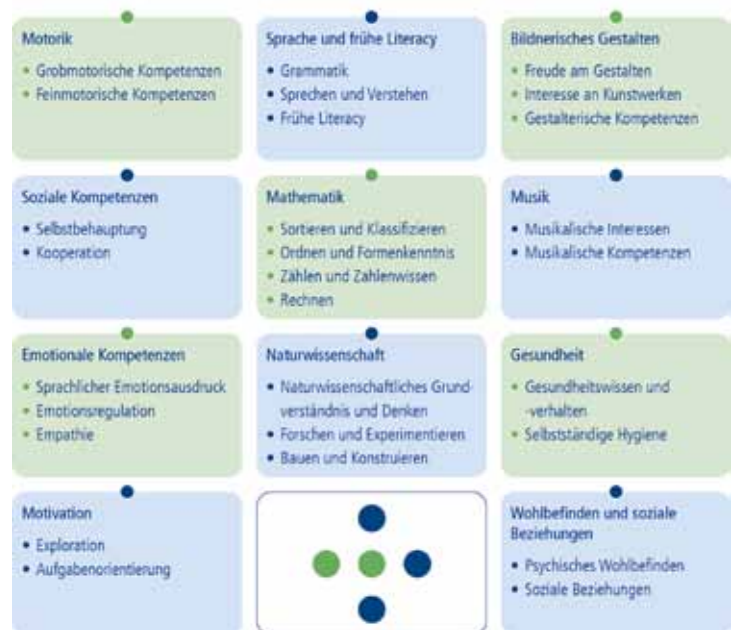 Motorik
• Grobmotorische Kompetenzen
• Feinmotorische Kompetenzen
Sprache und frühe Literacy
• Grammatik
• Sprechen und Verstehen
• Frühe Literacy
Bildnerisches Gestalten
• Freude am Gestalten
• Interesse an Kunstwerken
• Gestalterische Kompetenzen
Soziale Kompetenzen
• Selbstbehauptung
• Kooperation
Mathematik
• Sortieren und Klassifizieren
• Ordnen und Formenkenntnis
• Zählen und Zahlenwissen
• Rechnen
Musik
• Musikalische Interessen
• Musikalische Kompetenzen
Emotionale Kompetenzen
• Sprachlicher Emotionsausdruck
• Emotionsregulation
• Empathie
Naturwissenschaft
• Naturwissenschaftliches Grund-
verständnis und Denken
• Forschen und Experimentieren
• Bauen und Konstruieren
Gesundheit
• Gesundheitswissen und
-verhalten
• Selbstständige Hygiene
Motivation
• Exploration
• Aufgabenorientierung
Wohlbefinden und soziale
Beziehungen
• Psychisches Wohlbefinden
• Soziale Beziehungen